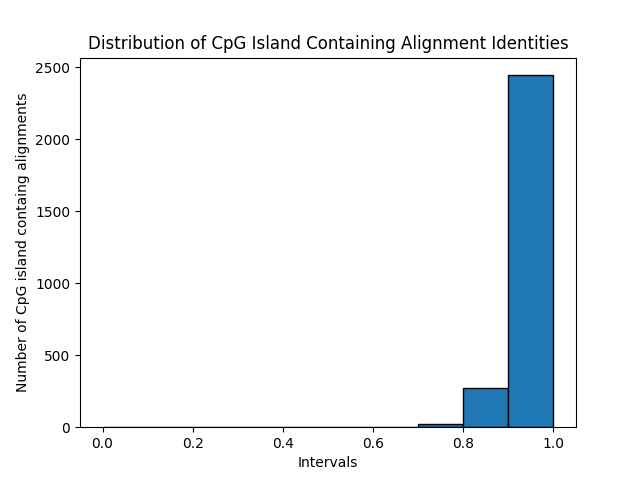 Distribution of CpG Island Containing Alignment Identities
Number of CpG island containg alignments
2500
2000
1500
1000
500
0
0.0 0.2 0.4 0.6 0.8 1.0
Intervals